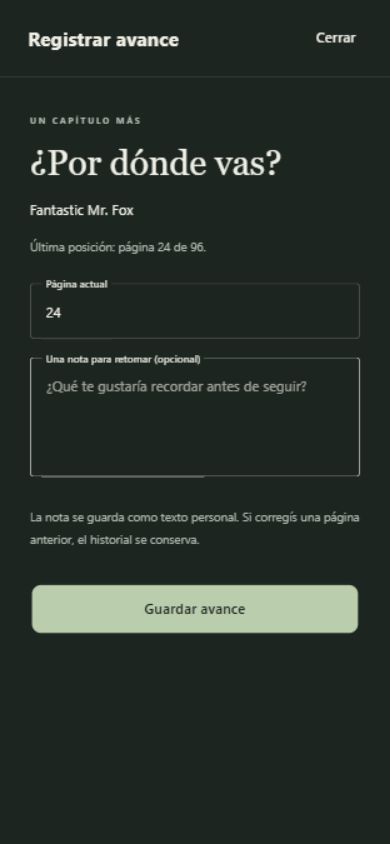 Registrar avance
Cerrar
UN CAPÍTULO MÁS
¿Por dónde vas?
Fantastic Mr. Fox
Última posición: página 24 de 96.
Página actual
24
Una nota para retomar (opcional)
¿Qué te gustaría recordar antes de seguir?
La nota se guarda como texto personal. Si corregís una página
anterior, el historial se conserva.
Guardar avance